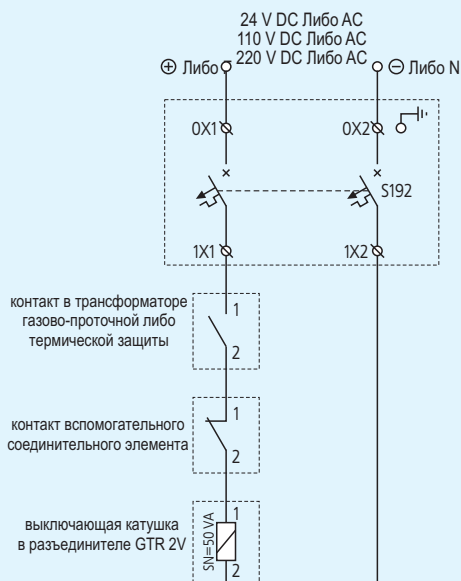 24 V DC Либо AC
110 V DC Либо AC
⊕ Либо 220 V DC Либо AC ⊖ Либо N
0X1 0X2
S192
1X1 1X2
контакт в трансформаторе
газово-проточной либо
термической защиты
1
2
контакт вспомогательного
соединительного элемента
1
2
выключающая катушка
в разъединителе GTR 2V
SN=50 VA
1
2